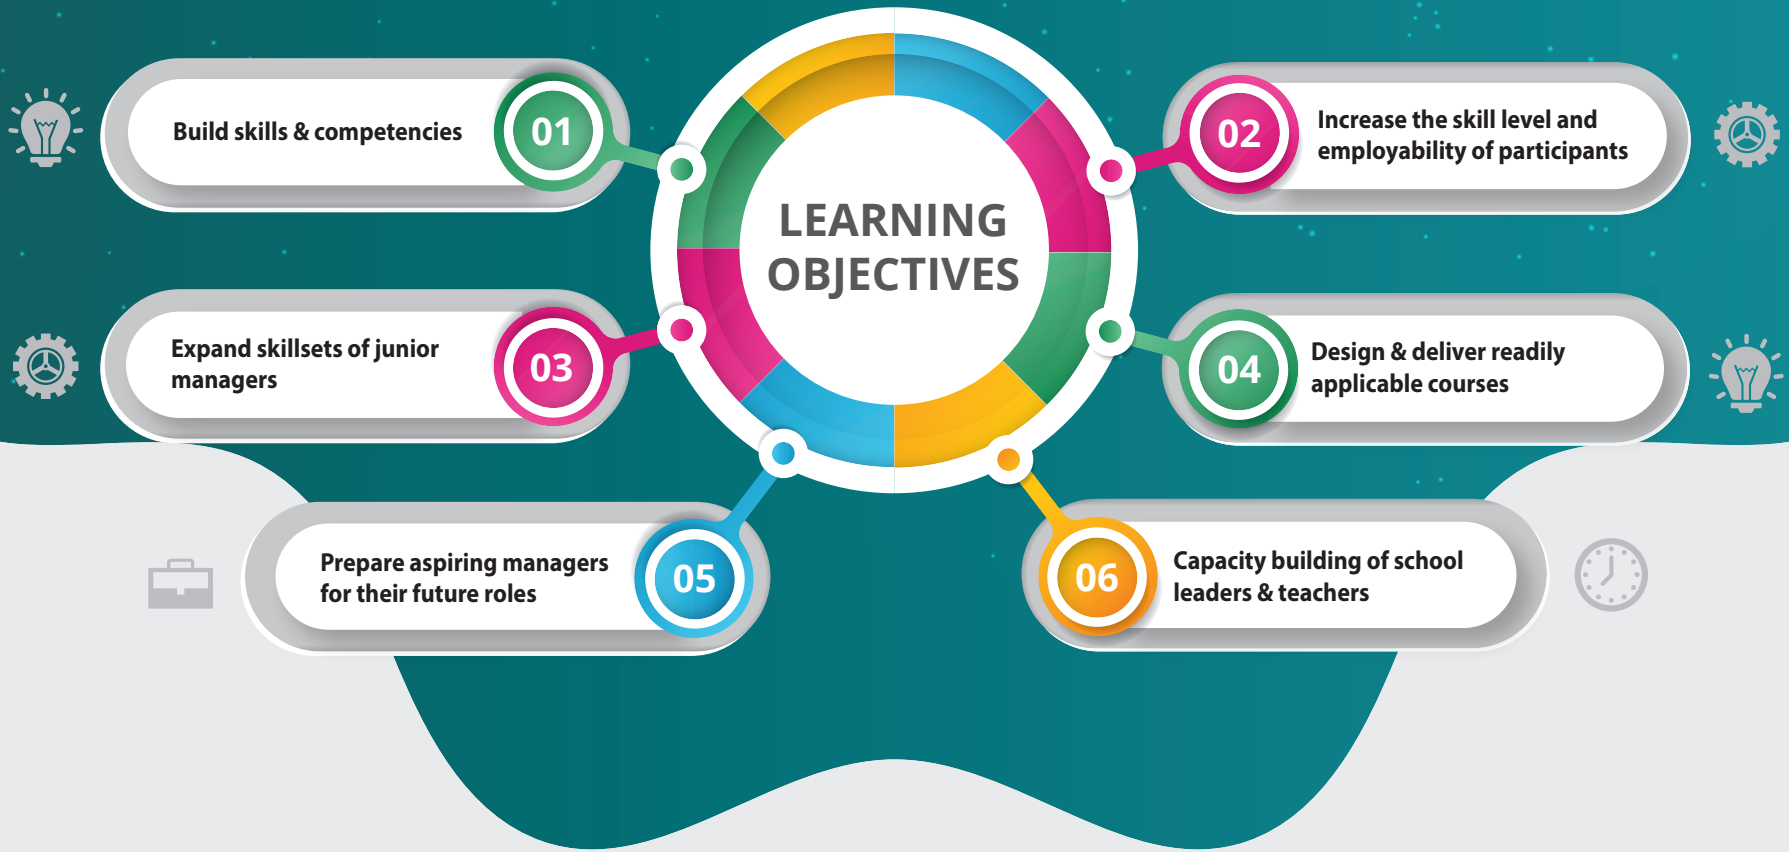 LEARNING
OBJECTIVES
Build skills & competencies
01
02
Increase the skill level and
employability of participants
Expand skillsets of junior
managers
03
04
Design & deliver readily
applicable courses
Prepare aspiring managers
for their future roles
05
06
Capacity building of school
leaders & teachers